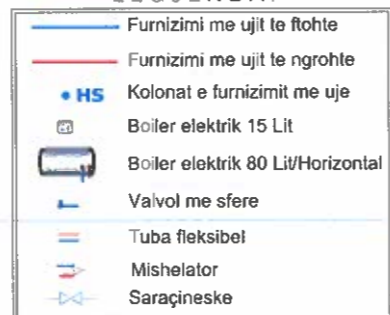 Furnizimi me ujit te ftohte
Furnizimi me ujit te ngrohte
HS Kolonat e furnizimit me uje
Boiler elektrik 15 Lit
Boiler elektrik 80 Lit/Horizontal
Valvol me sfere
Tuba fleksibel
Mishelator
Saraçineske